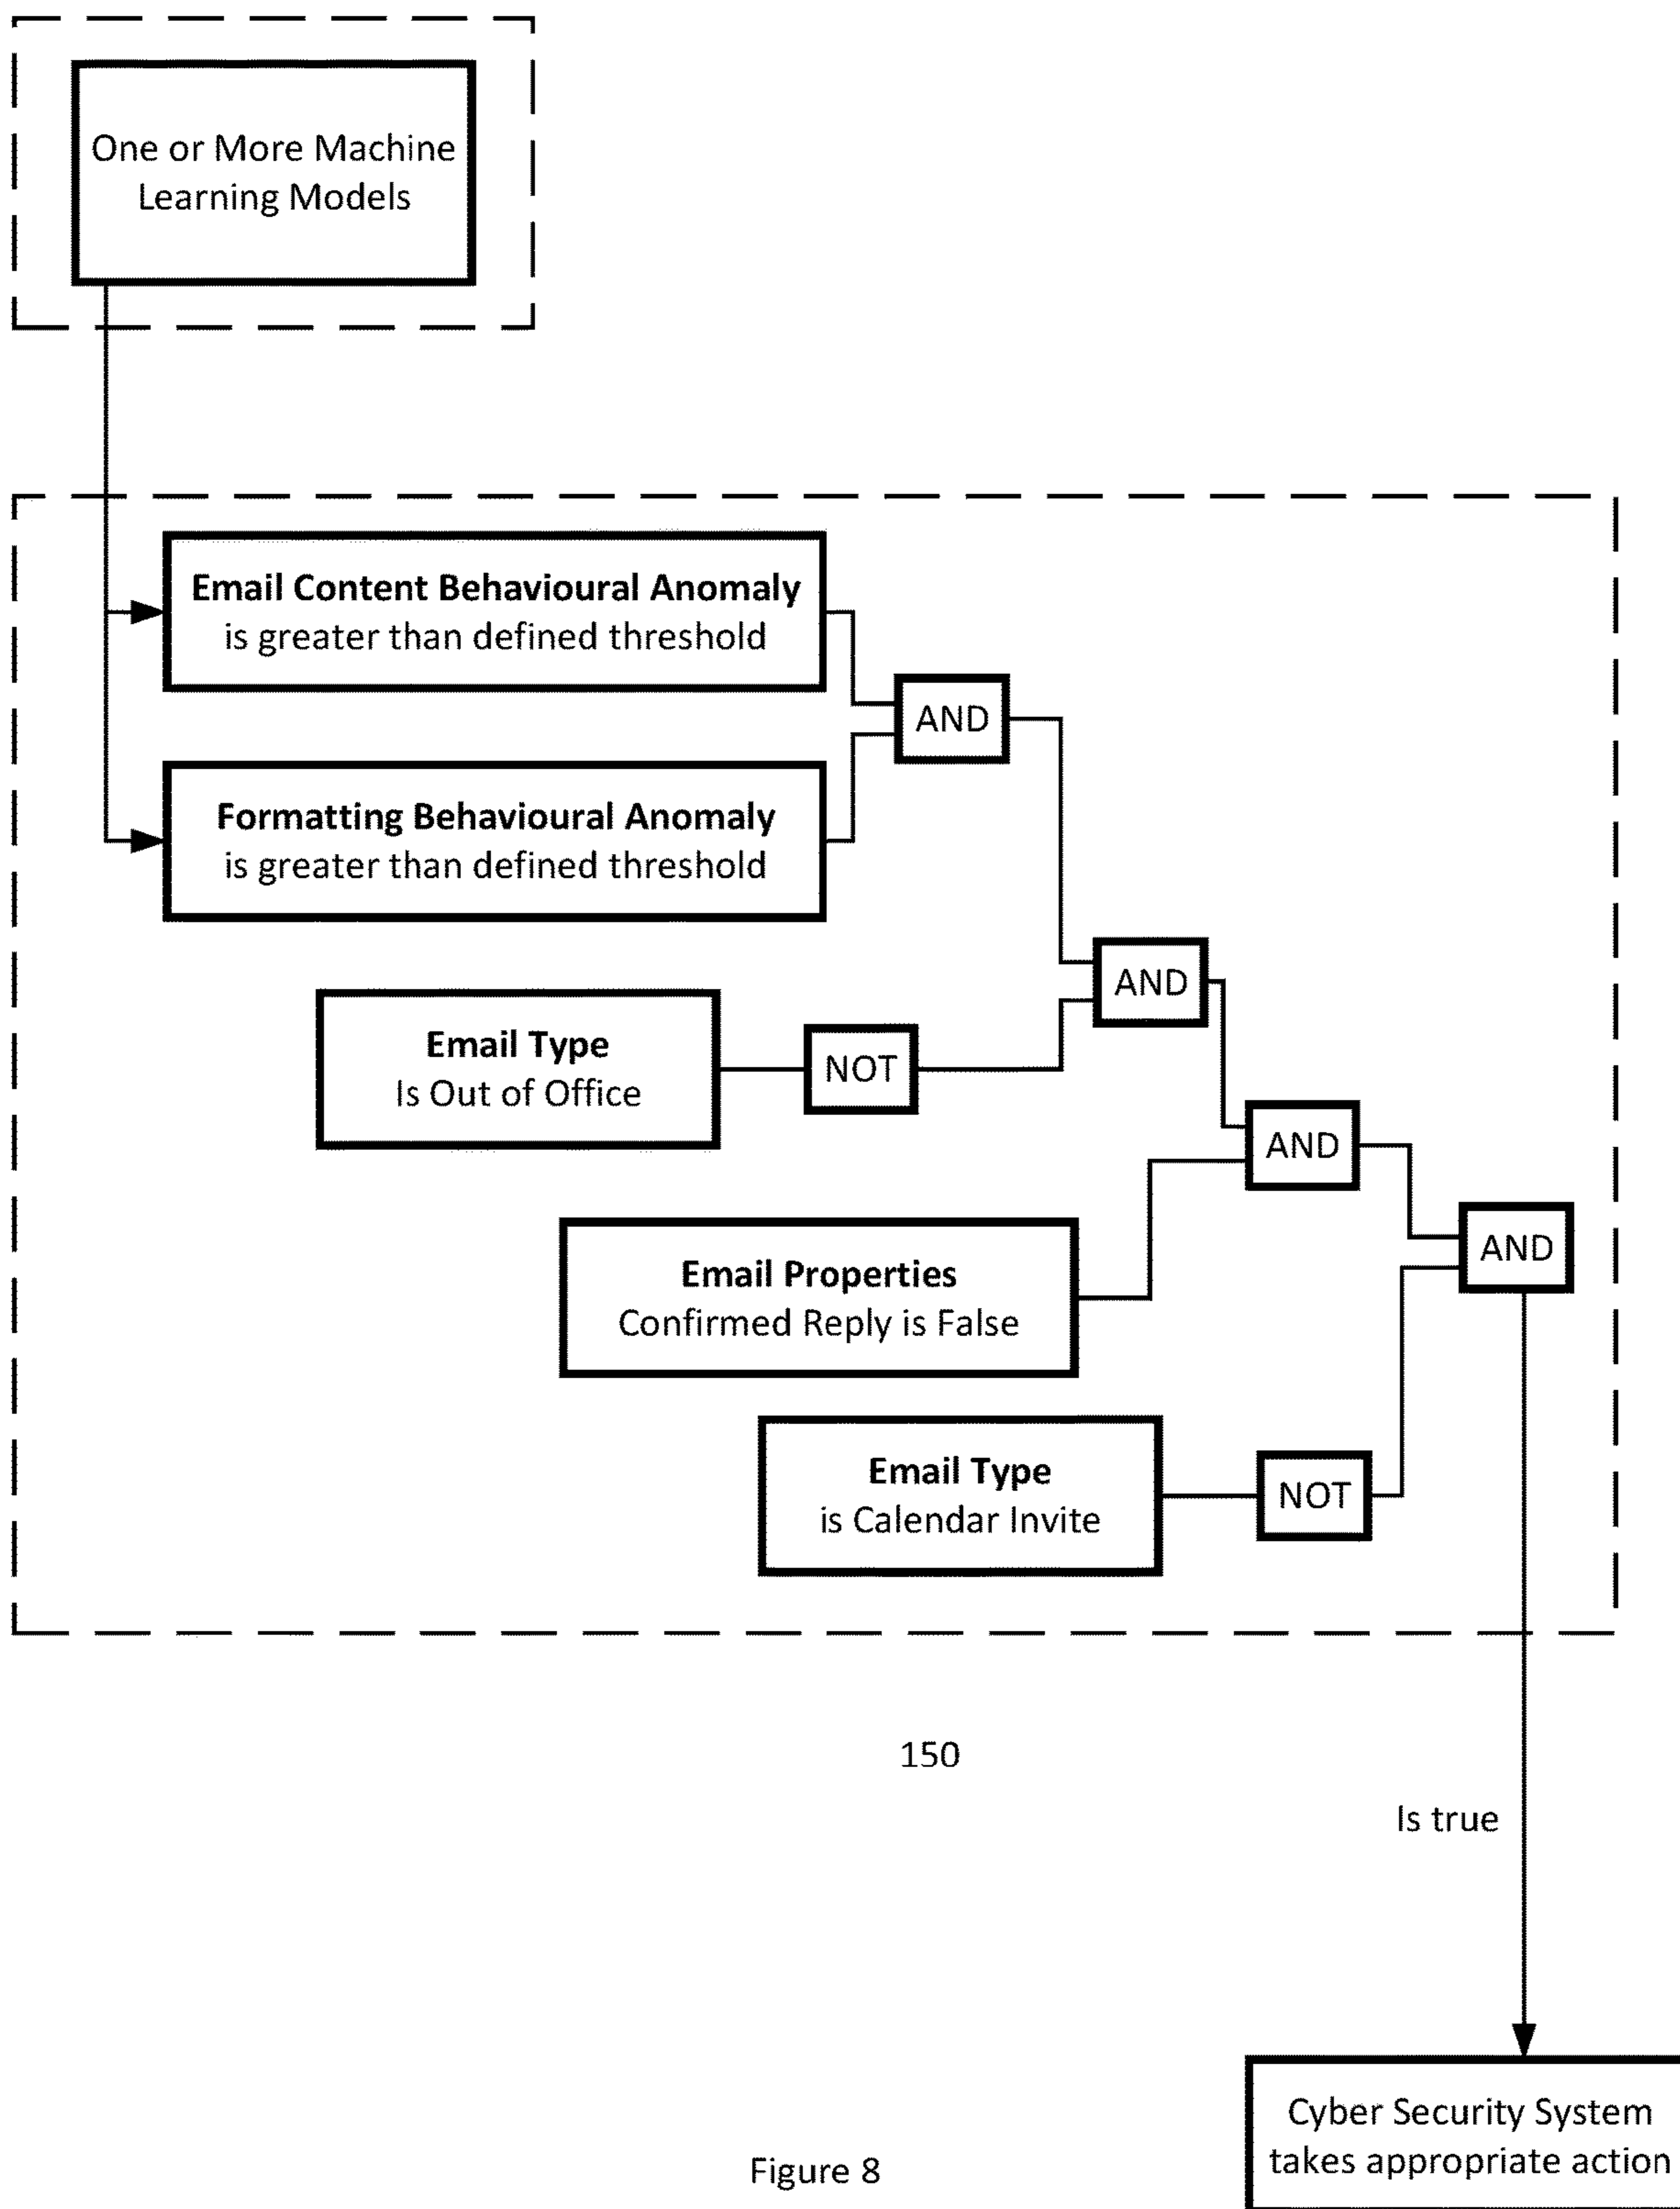 One or More Machine
Learning Models
Email Content Behavioural Anomaly
is greater than defined threshold
AND
Formatting Behavioural Anomaly
is greater than defined threshold
AND
Email Type
Is Out of Office
NOT
AND
Email Properties
Confirmed Reply is False
AND
Email Type
is Calendar Invite
NOT
150
Is true
Cyber Security System
takes appropriate action
Figure 8